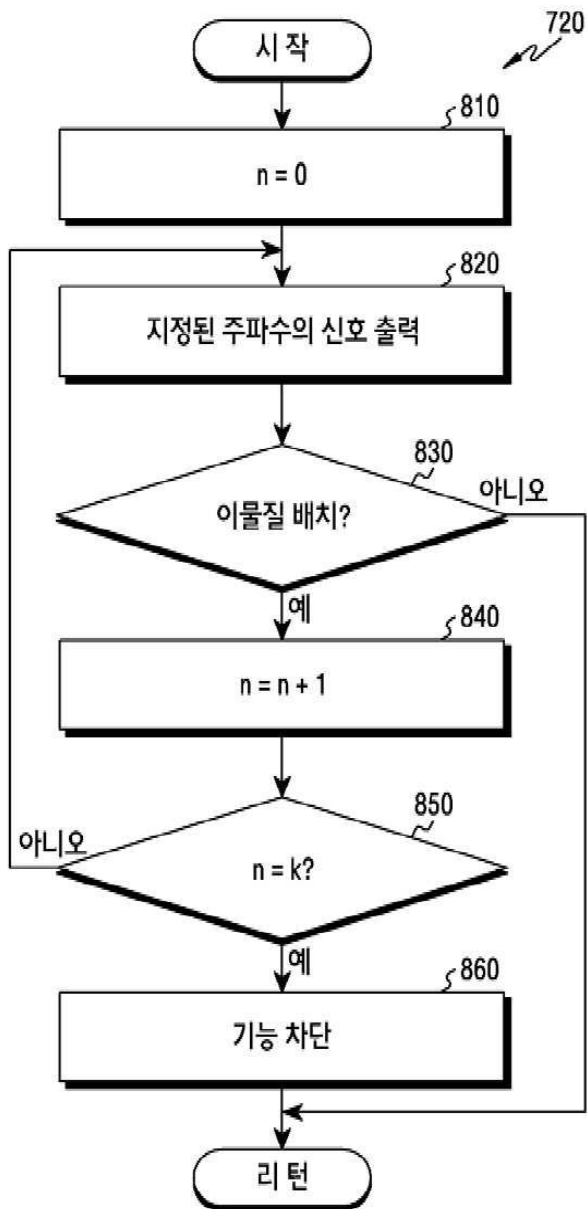 시 작
720
810
n = 0
820
지정된 주파수의 신호 출력
830
이물질 배치?
아니오
예
840
n = n + 1
850
아니오
n = k?
예
860
기능 차단
리 턴